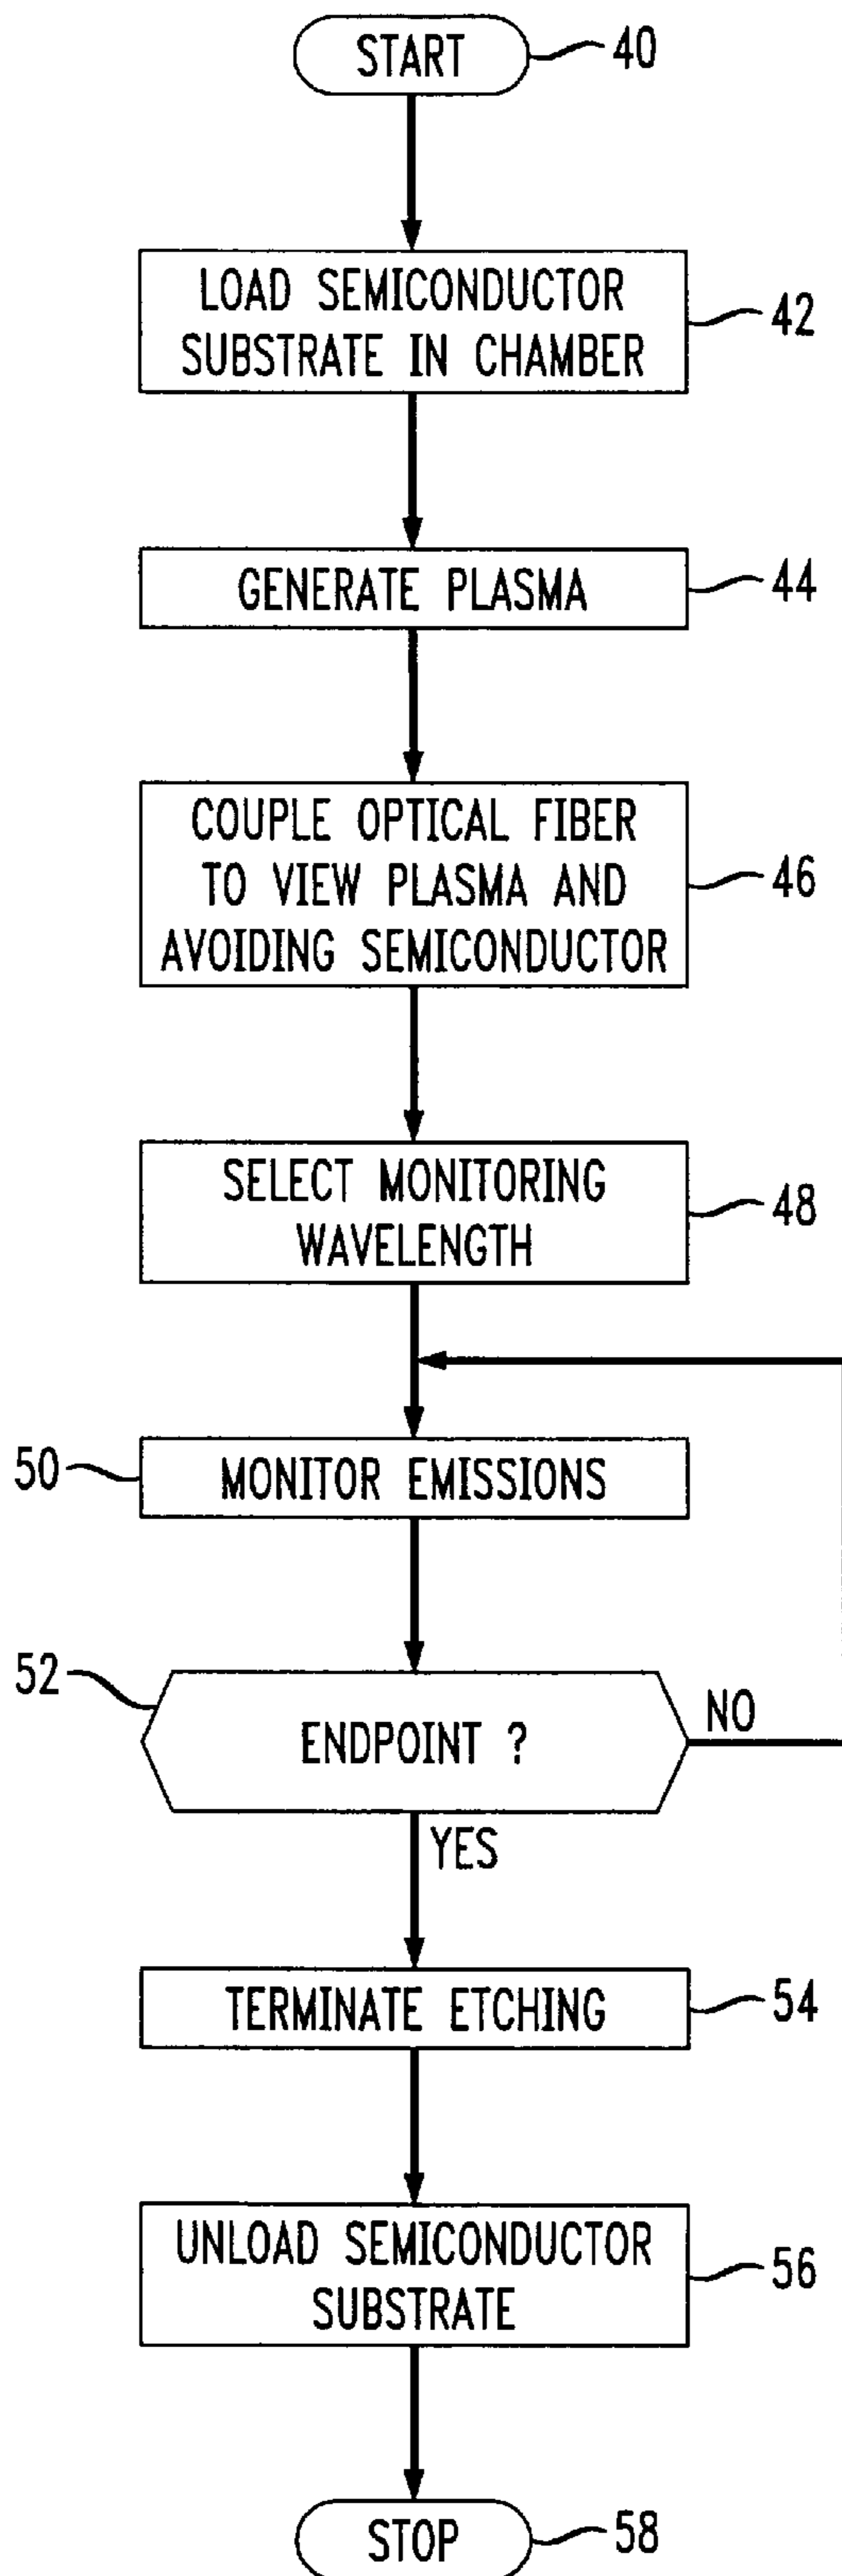 START
40
LOAD SEMICONDUCTOR
SUBSTRATE IN CHAMBER
42
GENERATE PLASMA
44
COUPLE OPTICAL FIBER
TO VIEW PLASMA AND
AVOIDING SEMICONDUCTOR
46
SELECT MONITORING
WAVELENGTH
48
50
MONITOR EMISSIONS
52
ENDPOINT ?
NO
YES
TERMINATE ETCHING
54
UNLOAD SEMICONDUCTOR
SUBSTRATE
56
STOP
58